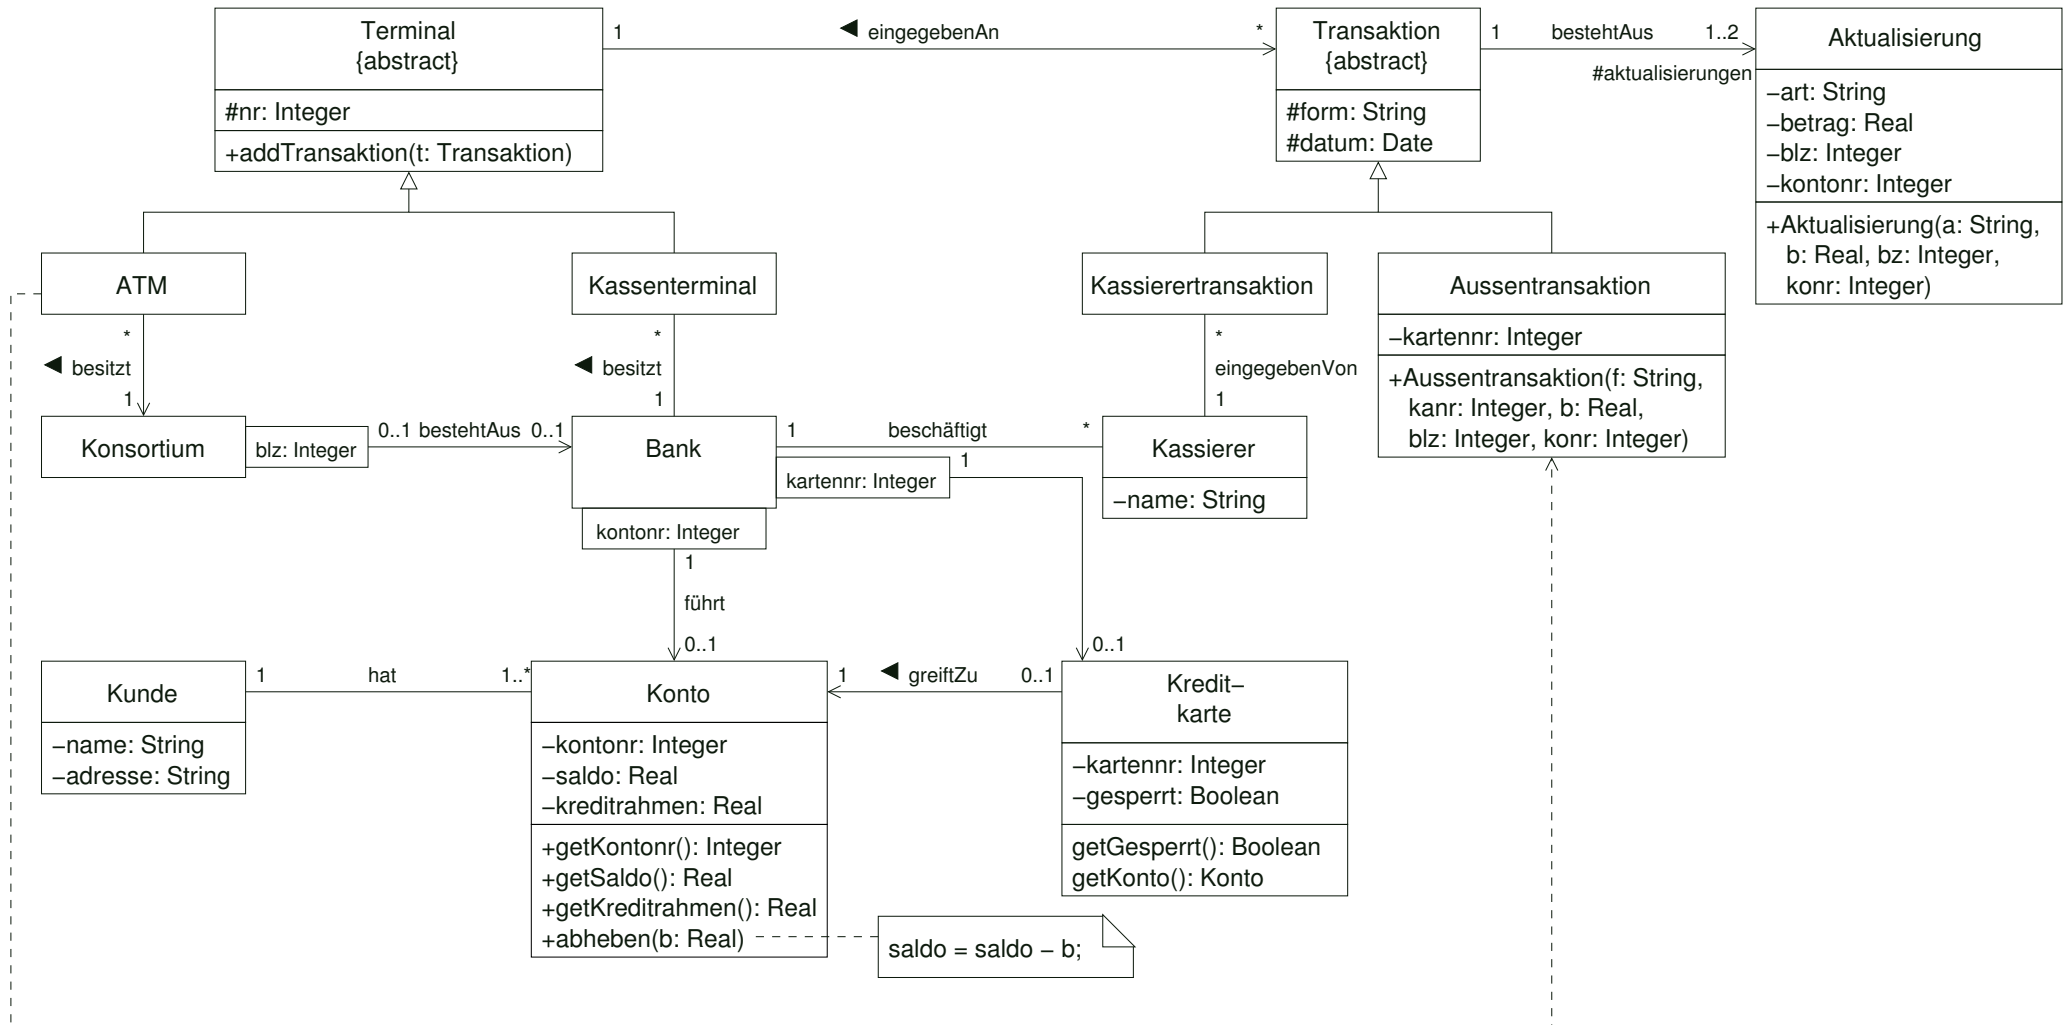 Terminal
{abstract}
#nr: Integer
+addTransaktion(t: Transaktion)
1
◀ eingegebenAn
*
Transaktion
{abstract}
#form: String
#datum: Date
1
bestehtAus
1..2
#aktualisierungen
Aktualisierung
−art: String
−betrag: Real
−blz: Integer
−kontonr: Integer
+Aktualisierung(a: String,
b: Real, bz: Integer,
konr: Integer)
ATM
Kassenterminal
Kassierertransaktion
Aussentransaktion
−kartennr: Integer
+Aussentransaktion(f: String,
kanr: Integer, b: Real,
blz: Integer, konr: Integer)
*
◀ besitzt
1
*
◀ besitzt
1
*
eingegebenVon
1
Konsortium
blz: Integer
0..1 bestehtAus 0..1
Bank
1
beschäftigt
*
Kassierer
−name: String
kartennr: Integer
1
kontonr: Integer
1
führt
0..1
0..1
Kunde
−name: String
−adresse: String
1
hat
1..*
Konto
−kontonr: Integer
−saldo: Real
−kreditrahmen: Real
+getKontonr(): Integer
+getSaldo(): Real
+getKreditrahmen(): Real
+abheben(b: Real)
1
◀ greiftZu
0..1
Kredit−
karte
−kartennr: Integer
−gesperrt: Boolean
getGesperrt(): Boolean
getKonto(): Konto
saldo = saldo − b;